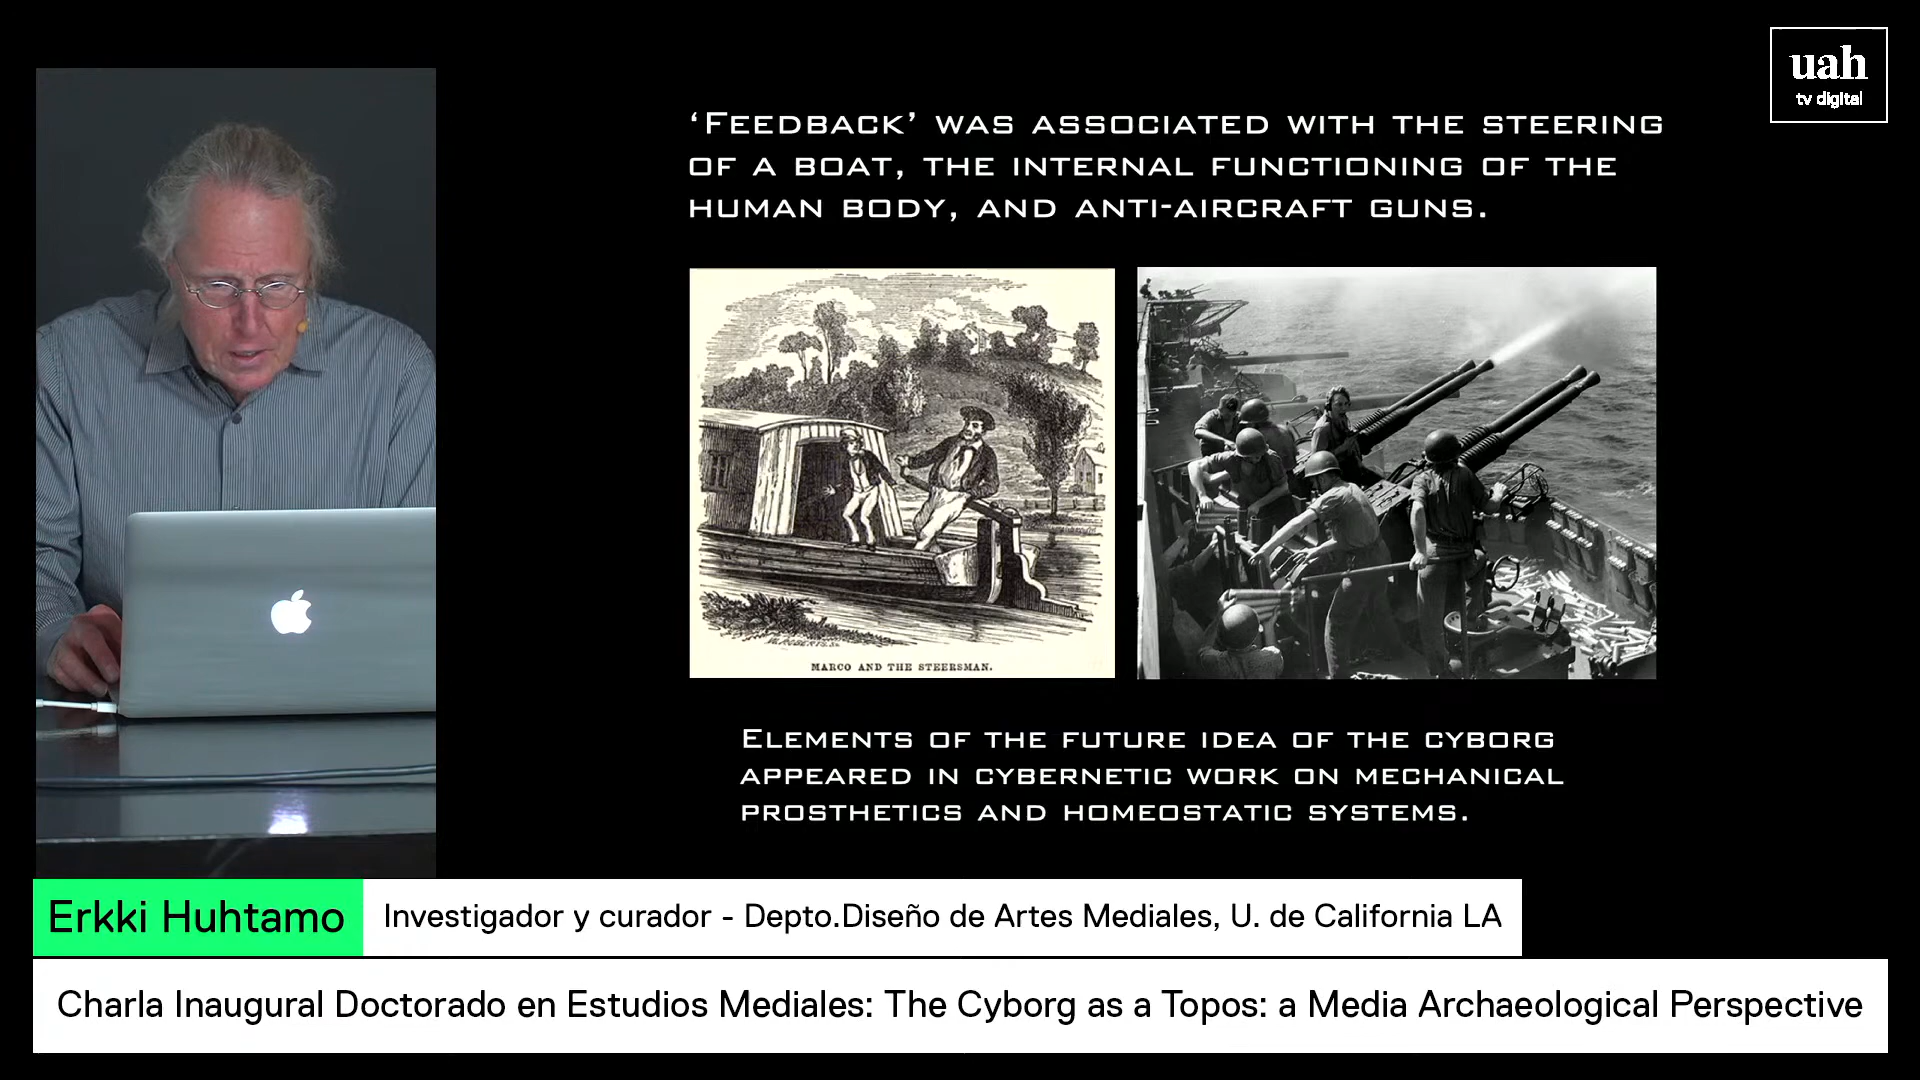 uah
tv digital
‘Feedback’ was associated with the steering
of a boat, the internal functioning of the
human body, and anti-aircraft guns.
MARCO AND THE STEERSMAN.
Elements of the future idea of the cyborg
appeared in cybernetic work on mechanical
prosthetics and homeostatic systems.
Erkki Huhtamo
Investigador y curador - Depto.Diseño de Artes Mediales, U. de California LA
Charla Inaugural Doctorado en Estudios Mediales: The Cyborg as a Topos: a Media Archaeological Perspective